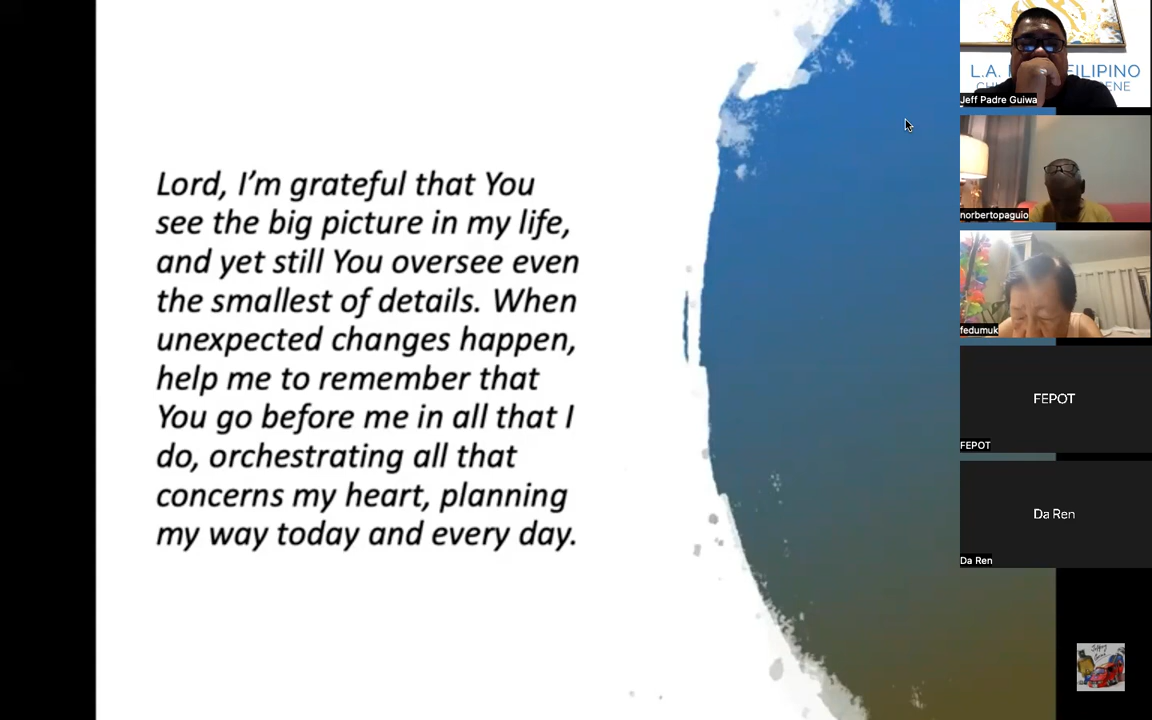 Lord, I'm grateful that You
see the big picture in my life,
and yet still You oversee even
the smallest of details. When
unexpected changes happen,
help me to remember that
You go before me in all that I
do, orchestrating all that
concerns my heart, planning
my way today and every day.
L.A. FILIPINO
Jeff Padre Guiwa
norbertopaguio
fedumuk
FEPOT
FEPOT
Da Ren
Da Ren